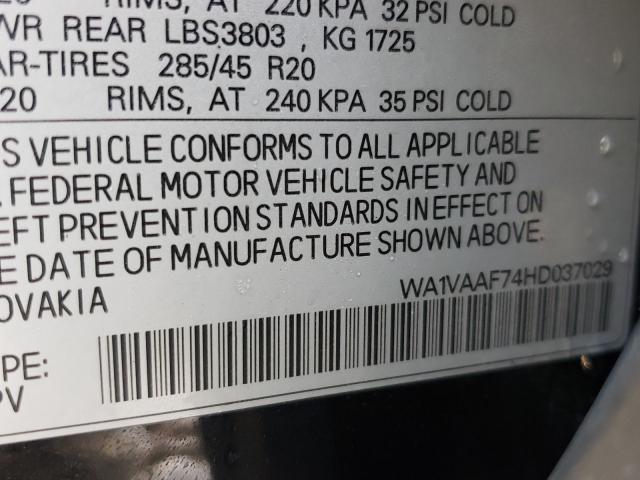 RIMS, AT 220 KPA 32 PSI COLD
WR REAR LBS3803 , KG 1725
AR-TIRES 285/45 R20
20 RIMS, AT 240 KPA 35 PSI COLD
S VEHICLE CONFORMS TO ALL APPLICABLE
FEDERAL MOTOR VEHICLE SAFETY AND
EFT PREVENTION STANDARDS IN EFFECT ON
E DATE OF MANUFACTURE SHOWN ABOVE.
OVAKIA
WA1VAAF74HD037029
PE:
PV